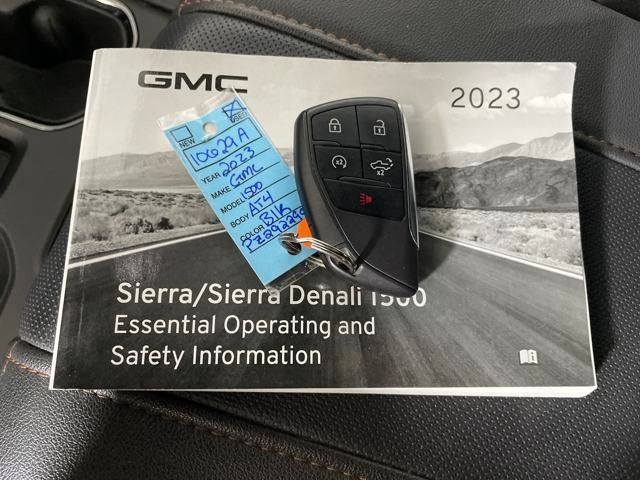 GMC
2023
NEW
USED
10629A
YEAR 2023
MAKE GMC
MODEL 1500
BODY AT4
COLOR Blk
x2
x2
Sierra/Sierra Denali 1500
Essential Operating and
Safety Information